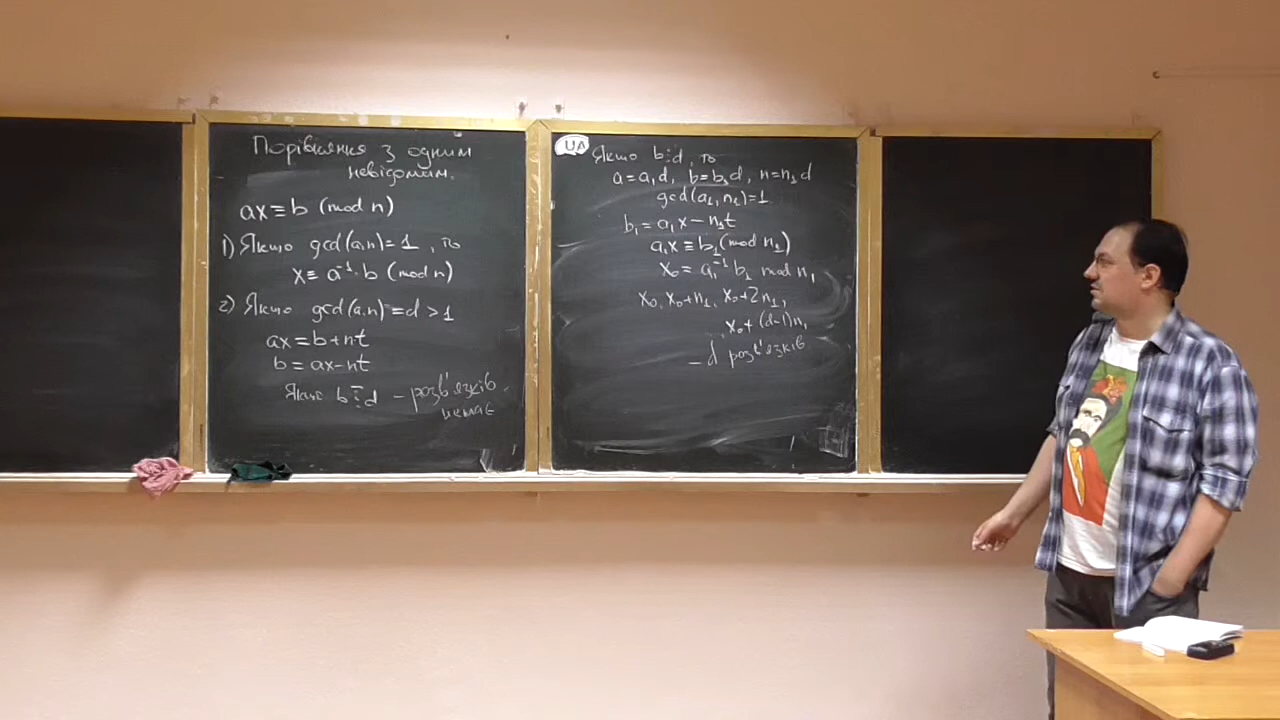 Порівняння з одним
невідомим.
ax ≡ b (mod n)
1) Якщо gcd(a,n)=1, то
x ≡ a⁻¹·b (mod n)
2) Якщо gcd(a,n)=d>1
ax=b+nt
b=ax-nt
Якщо b ⋮̅ d – розв'язків
немає
UA
Якщо b⋮d, то
a=a₁d, b=b₁d, n=n₁d
gcd(a₁,n₁)=1
b₁=a₁x-n₁t
a₁x≡b₁(mod n₁)
x₀=a₁⁻¹b₁ mod n₁
x₀, x₀+n₁, x₀+2n₁,
, x₀+(d-1)n₁
– d розв'язків